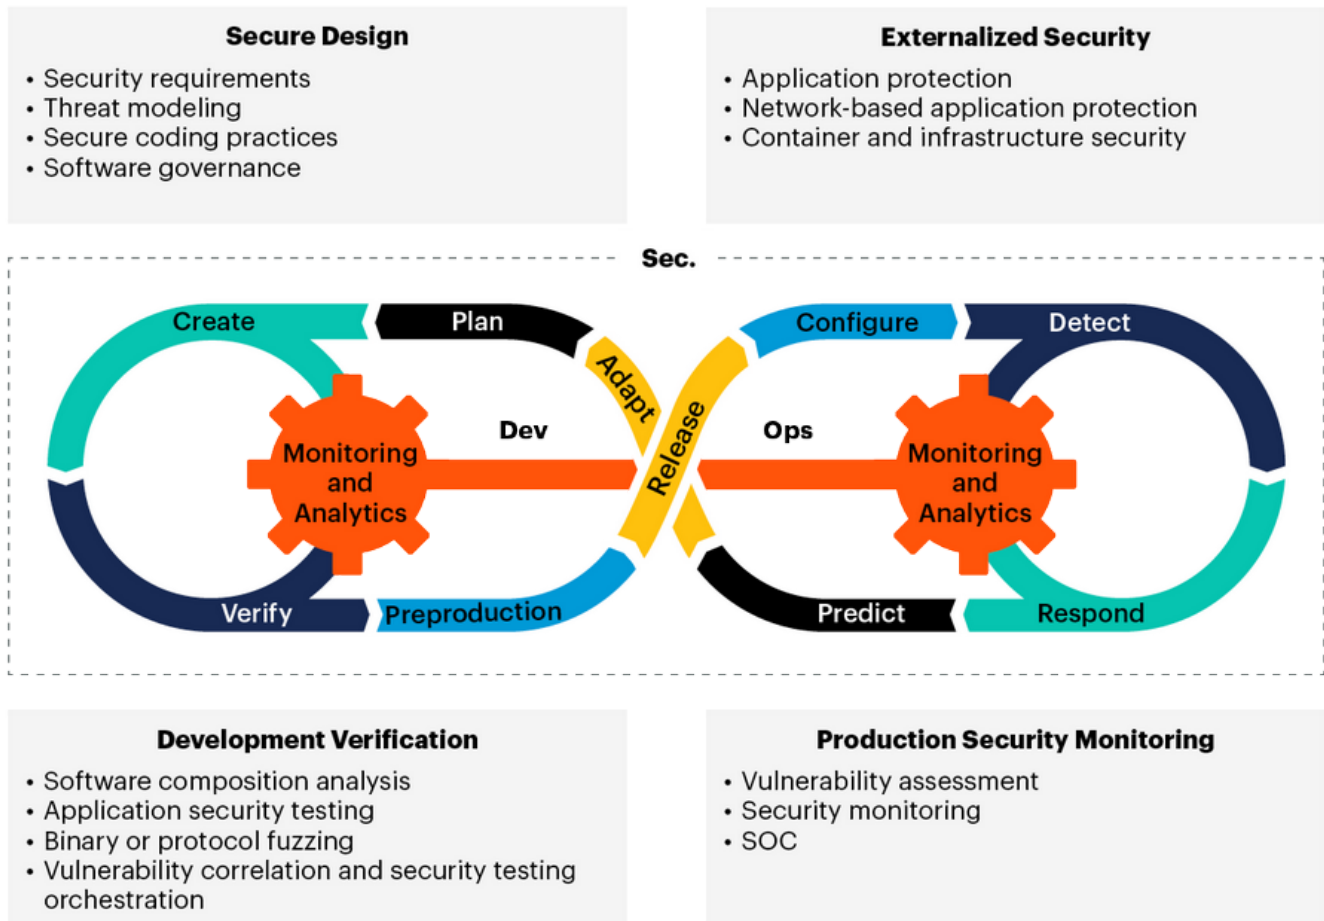 Secure Design
• Security requirements
• Threat modeling
• Secure coding practices
• Software governance
Externalized Security
• Application protection
• Network-based application protection
• Container and infrastructure security
Sec.
Create
Plan
Adapt
Release
Configure
Detect
Dev
Ops
Monitoring
and
Analytics
Monitoring
and
Analytics
Verify
Preproduction
Predict
Respond
Development Verification
• Software composition analysis
• Application security testing
• Binary or protocol fuzzing
• Vulnerability correlation and security testing
orchestration
Production Security Monitoring
• Vulnerability assessment
• Security monitoring
• SOC